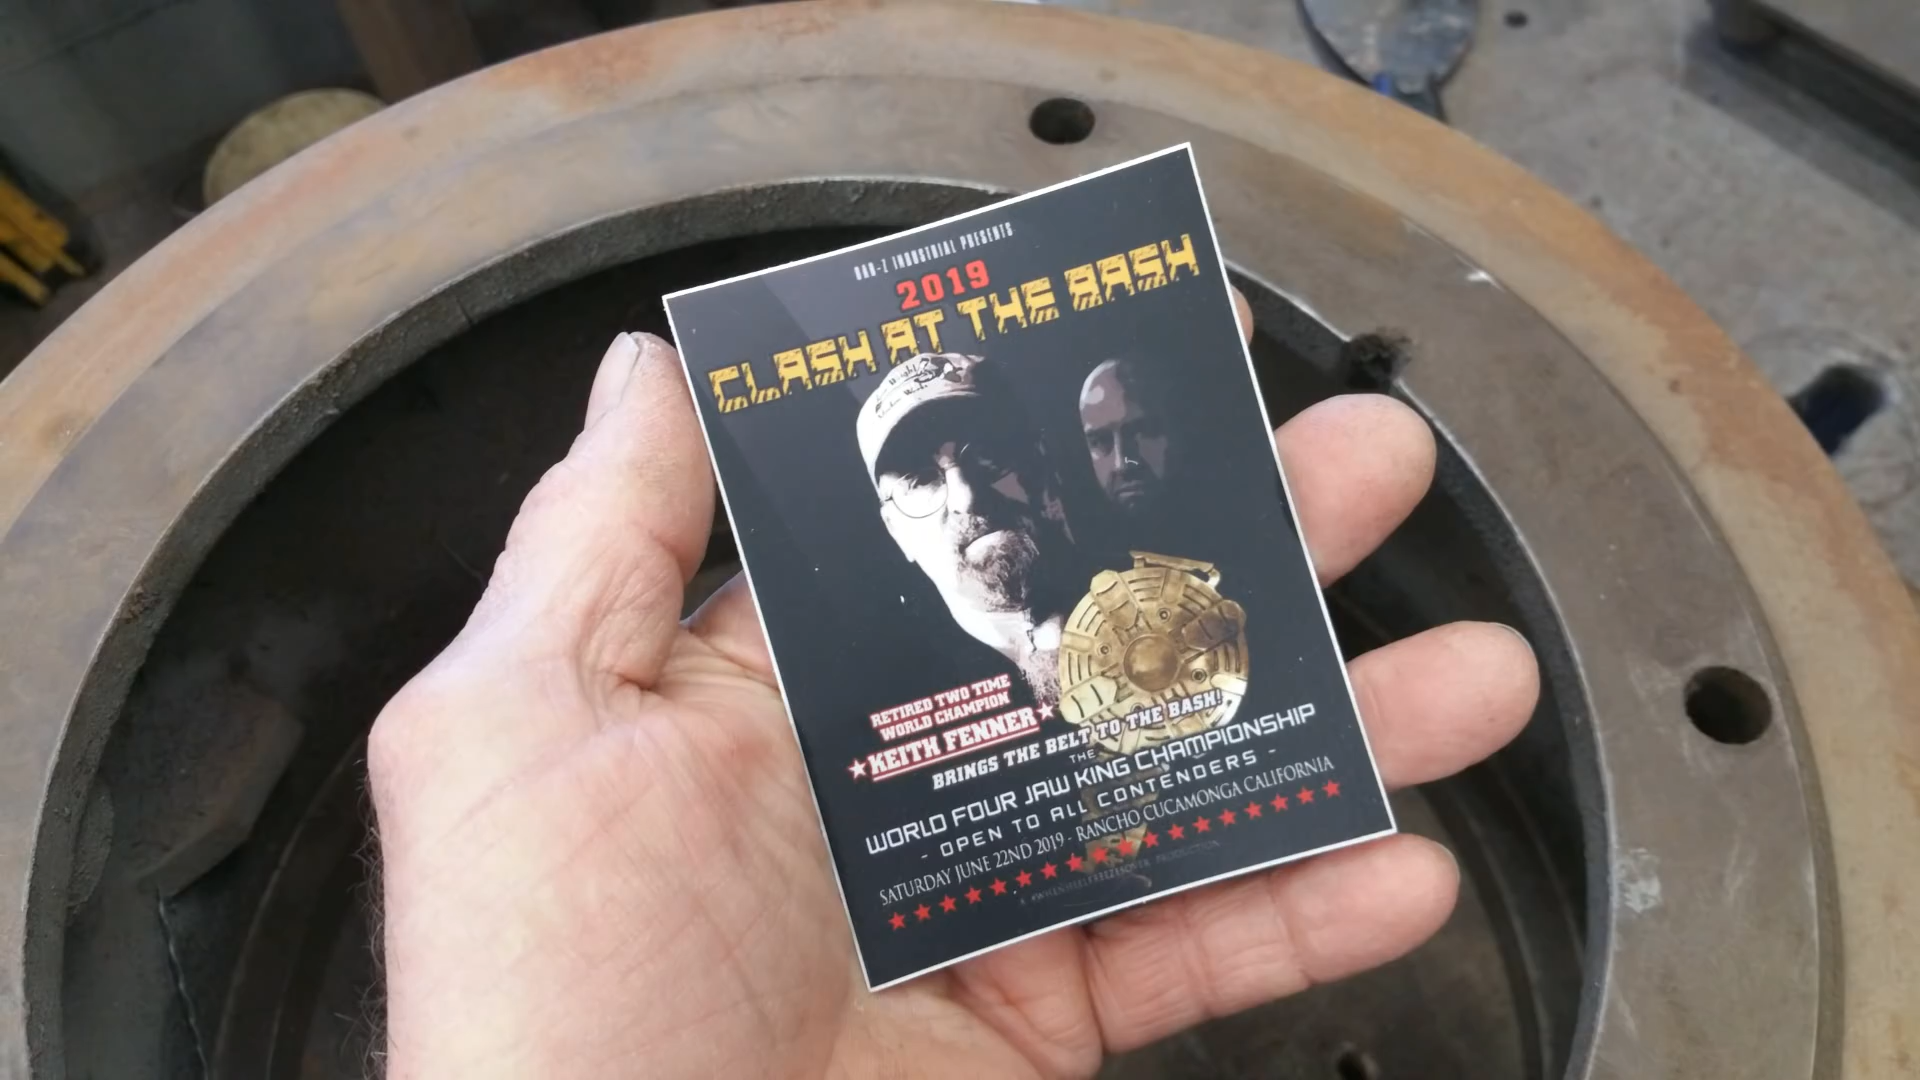 BAR-Z INDUSTRIAL PRESENTS
2019
CLASH AT THE BASH
RETIRED TWO TIME
WORLD CHAMPION
★KEITH FENNER★
BRINGS THE BELT TO THE BASH!
THE
WORLD FOUR JAW KING CHAMPIONSHIP
- OPEN TO ALL CONTENDERS -
SATURDAY JUNE 22ND 2019 - RANCHO CUCAMONGA CALIFORNIA